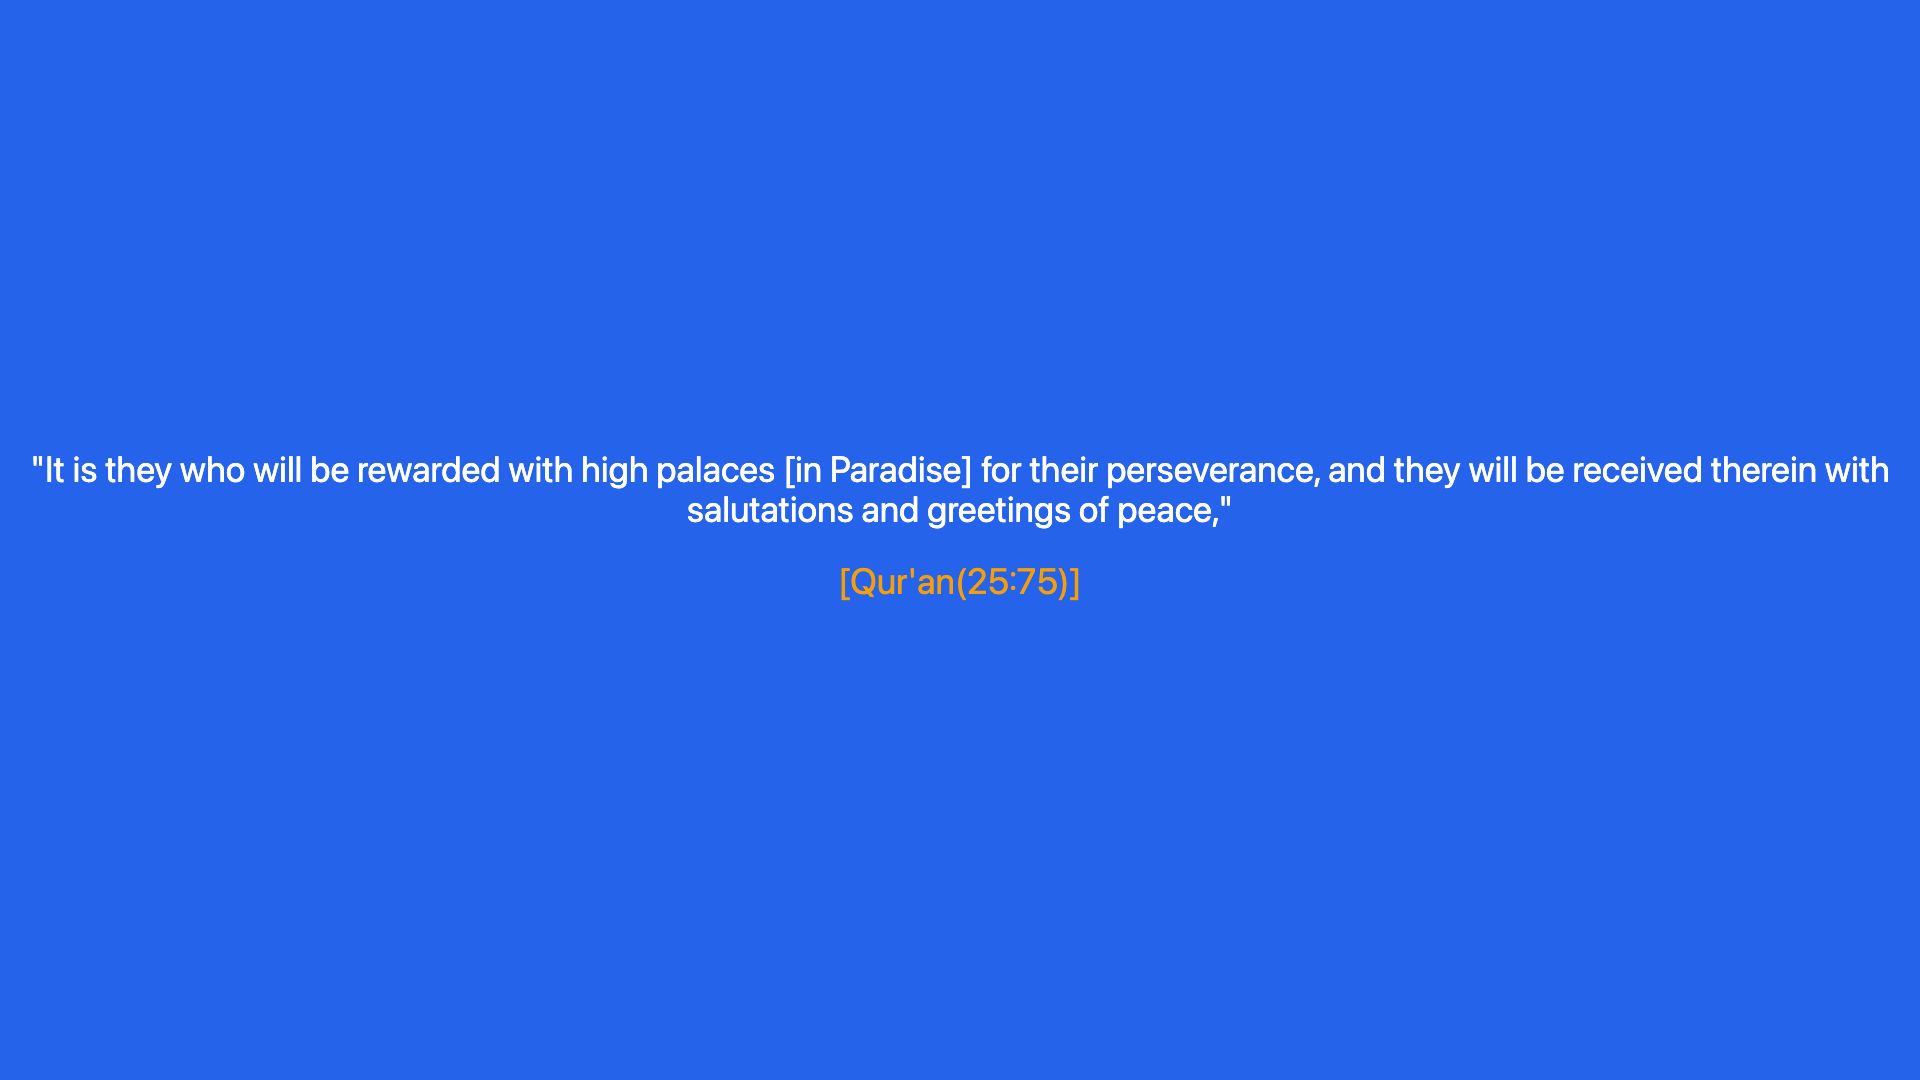 "It is they who will be rewarded with high palaces [in Paradise] for their perseverance, and they will be received therein with
salutations and greetings of peace,"
[Qur'an(25:75)]